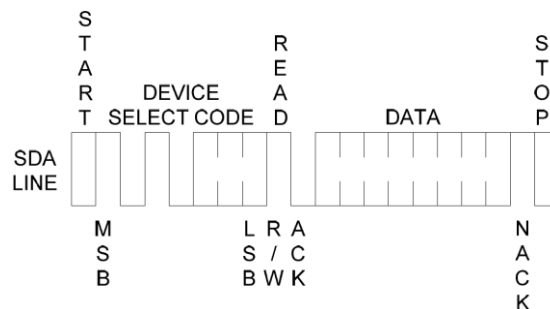 START
READ
STOP
DEVICE
SELECT CODE
DATA
SDA
LINE
MSB
LSB
R/W
ACK
NACK